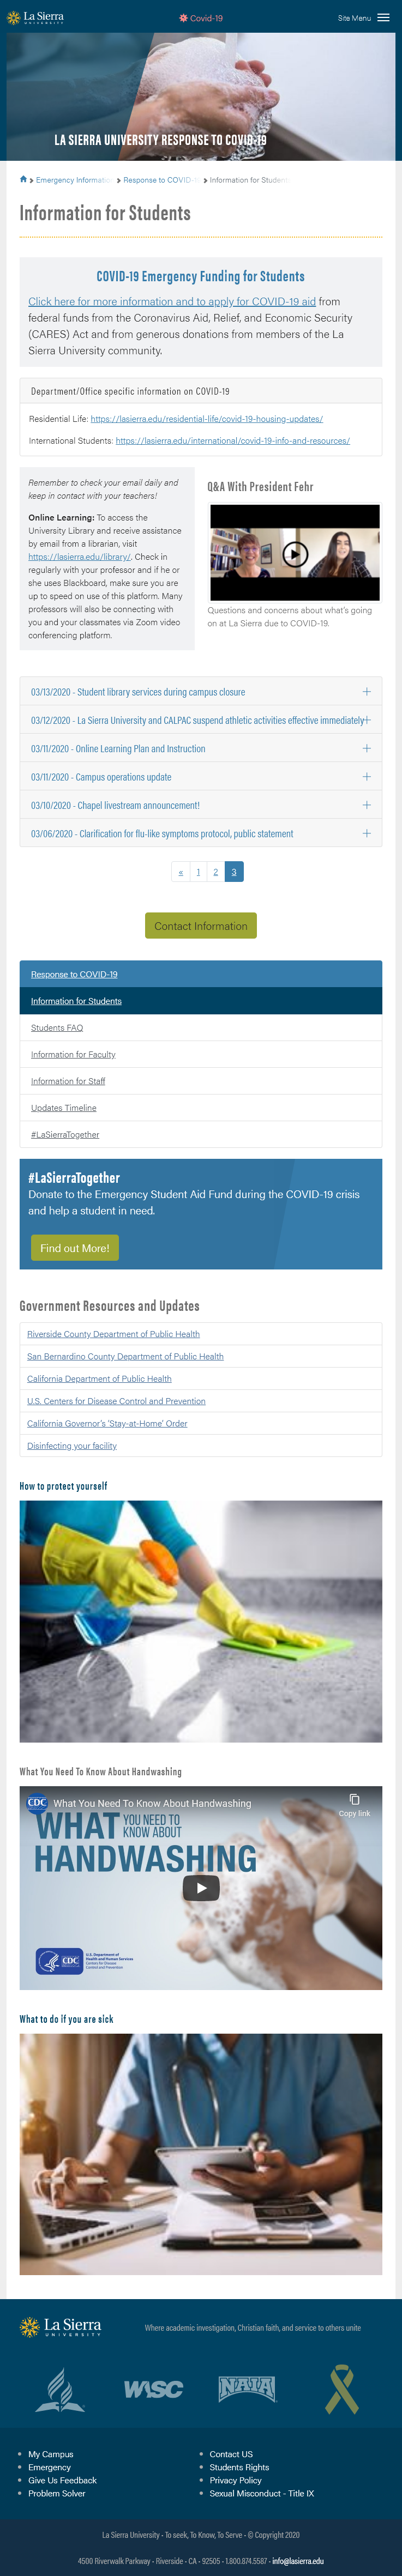 La Sierra
UNIVERSITY
Covid-19
Site Menu
LA SIERRA UNIVERSITY RESPONSE TO COVID-19
Emergency Informatio
Response to COVID-
Information for Studen
Information for Students
COVID-19 Emergency Funding for Students
Click here for more information and to apply for COVID-19 aid from
federal funds from the Coronavirus Aid, Relief, and Economic Security
(CARES) Act and from generous donations from members of the La
Sierra University community.
Department/Office specific information on COVID-19
Residential Life: https://lasierra.edu/residential-life/covid-19-housing-updates/
International Students: https://lasierra.edu/international/covid-19-info-and-resources/
Remember to check your email daily and
keep in contact with your teachers!
Online Learning: To access the
University Library and receive assistance
by email from a librarian, visit
https://lasierra.edu/library/. Check in
regularly with your professor and if he or
she uses Blackboard, make sure you are
up to speed on use of this platform. Many
professors will also be connecting with
you and your classmates via Zoom video
conferencing platform.
Q&A With President Fehr
Questions and concerns about what's going
on at La Sierra due to COVID-19.
03/13/2020 - Student library services during campus closure
03/12/2020 - La Sierra University and CALPAC suspend athletic activities effective immediately
03/11/2020 - Online Learning Plan and Instruction
03/11/2020 - Campus operations update
03/10/2020 - Chapel livestream announcement!
03/06/2020 - Clarification for flu-like symptoms protocol, public statement
« 1 2 3
Contact Information
Response to COVID-19
Information for Students
Students FAQ
Information for Faculty
Information for Staff
Updates Timeline
#LaSierraTogether
#LaSierraTogether
Donate to the Emergency Student Aid Fund during the COVID-19 crisis
and help a student in need.
Find out More!
Government Resources and Updates
Riverside County Department of Public Health
San Bernardino County Department of Public Health
California Department of Public Health
U.S. Centers for Disease Control and Prevention
California Governor's 'Stay-at-Home' Order
Disinfecting your facility
How to protect yourself
What You Need To Know About Handwashing
CDC
What You Need To Know About Handwashing
Copy link
WHAT YOU NEED TO KNOW ABOUT
HANDWASHING
CDC
U.S. Department of
Health and Human Services
Centers for Disease
Control and Prevention
What to do if you are sick
La Sierra
UNIVERSITY
Where academic investigation, Christian faith, and service to others unite
NAIA
My Campus
Emergency
Give Us Feedback
Problem Solver
Contact US
Students Rights
Privacy Policy
Sexual Misconduct - Title IX
La Sierra University - To seek, To Know, To Serve - © Copyright 2020
4500 Riverwalk Parkway - Riverside - CA - 92505 - 1.800.874.5587 - info@lasierra.edu